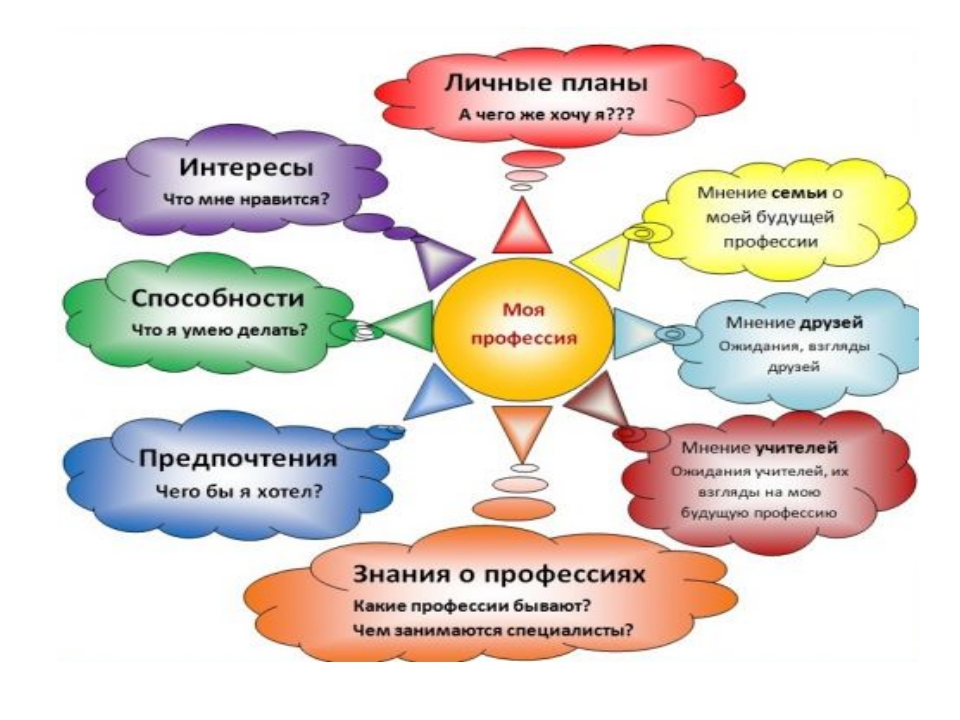 Личные планы
А чего же хочу я???
Интересы
Что мне нравится?
Мнение семьи о
моей будущей
профессии
Способности
Что я умею делать?
Моя
профессия
Мнение друзей
Ожидания, взгляды
друзей
Предпочтения
Чего бы я хотел?
Мнение учителей
Ожидания учителей, их
взгляды на мою
будущую профессию
Знания о профессиях
Какие профессии бывают?
Чем занимаются специалисты?